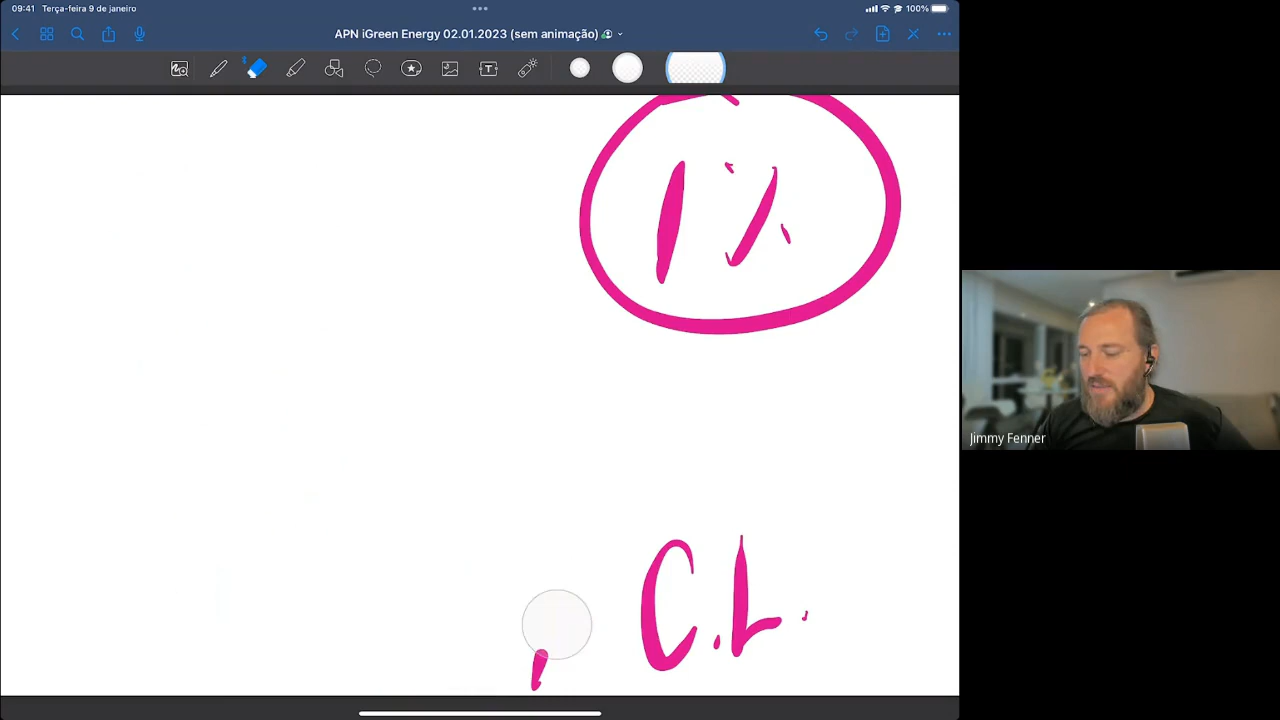 09:41 Terça-feira 9 de janeiro
100%
APN iGreen Energy 02.01.2023 (sem animação)
1%
C.L.
Jimmy Fenner